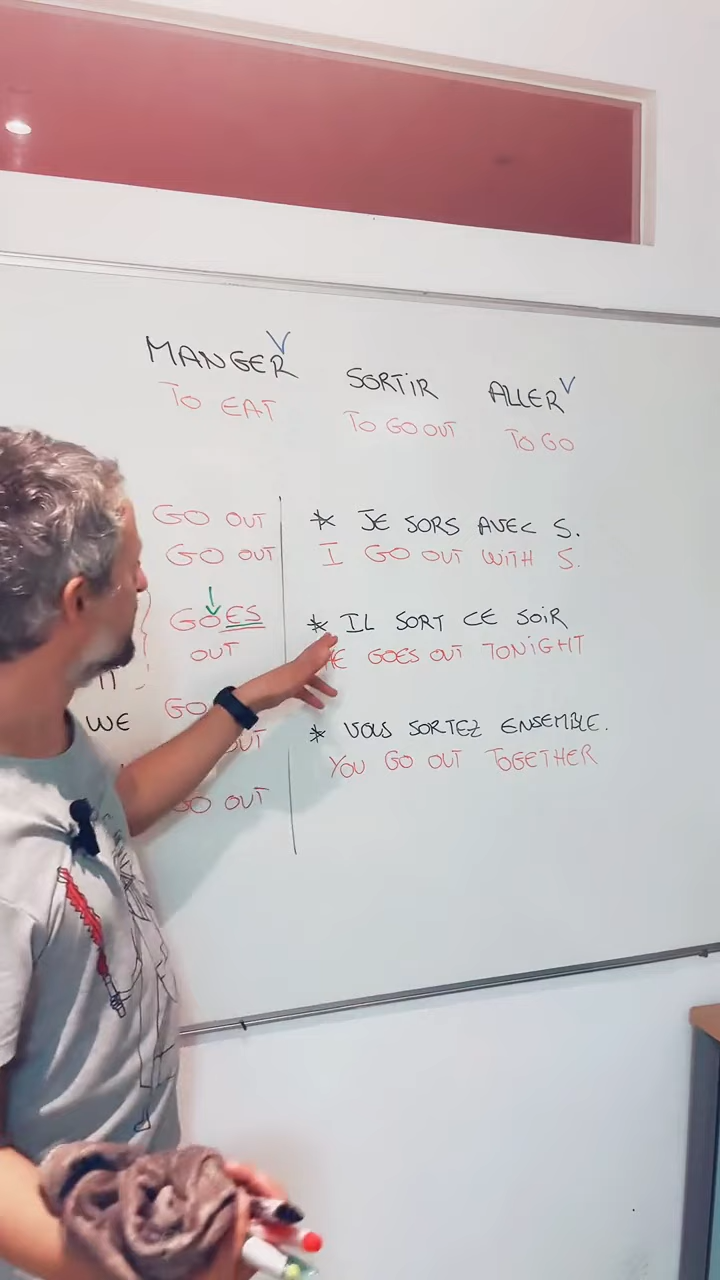 MANGER V
TO EAT
SORTIR
TO GO OUT
ALLER V
TO GO
GO OUT
GO OUT
GOES
OUT
IT
WE
GO
OUT
GO OUT
* JE SORS AVEC S.
I GO OUT WITH S.
* IL SORT CE SOIR
HE GOES OUT TONIGHT
* VOUS SORTEZ ENSEMBLE.
YOU GO OUT TOGETHER